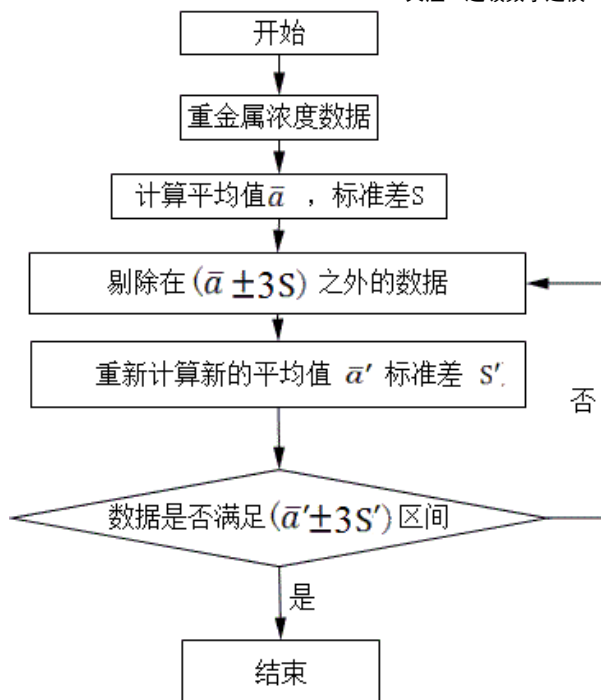 开始
重金属浓度数据
计算平均值ā ，标准差S
剔除在(ā ±3S) 之外的数据
重新计算新的平均值 ā′ 标准差 S′.
否
数据是否满足(ā′±3S′)区间
是
结束